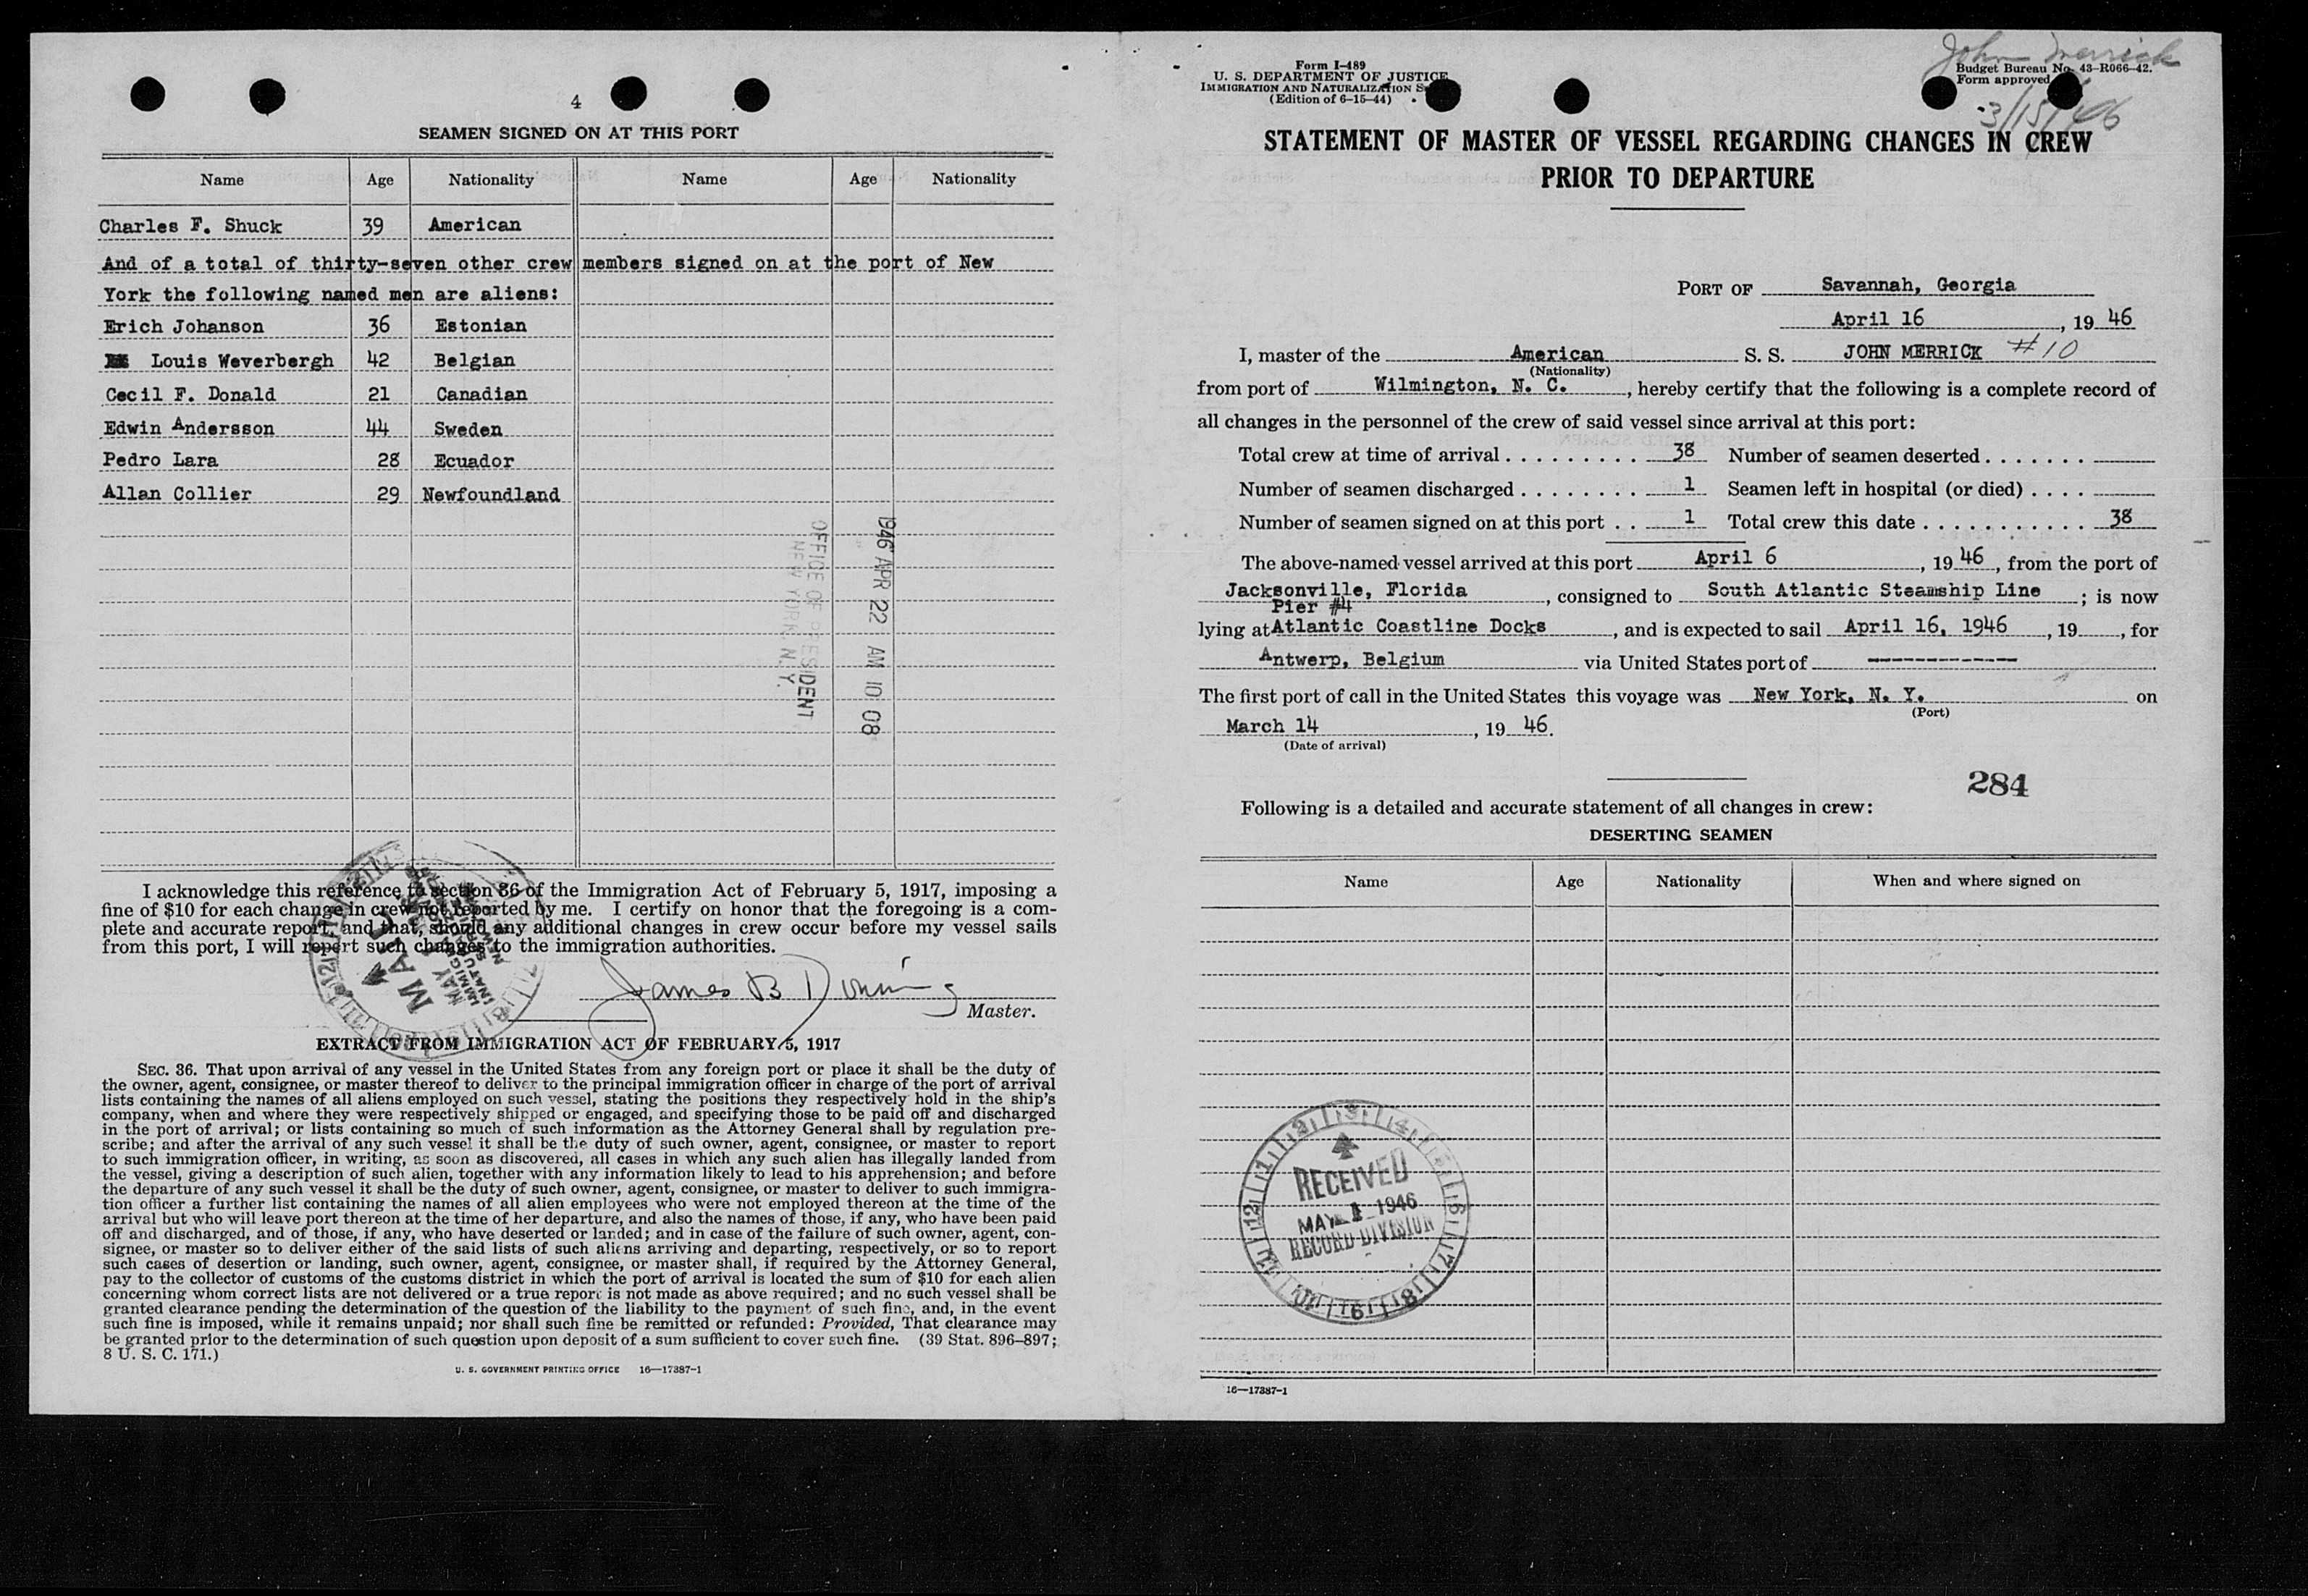 4
SEAMEN SIGNED ON AT THIS PORT
Name Age Nationality Name Age Nationality
Charles F. Shuck 39 American
And of a total of thirty-seven other crew members signed on at the port of New
York the following named men are aliens:
Erich Johanson 36 Estonian
Louis Weverbergh 42 Belgian
Cecil F. Donald 21 Canadian
Edwin Andersson 44 Sweden
Pedro Lara 28 Ecuador
Allan Collier 29 Newfoundland
1946 APR 22 AM 10 08
OFFICE OF PRESIDENT
NEW YORK, N.Y.
I acknowledge this reference to section 36 of the Immigration Act of February 5, 1917, imposing a
fine of $10 for each change in crew not reported by me. I certify on honor that the foregoing is a com-
plete and accurate report, and that, should any additional changes in crew occur before my vessel sails
from this port, I will report such changes to the immigration authorities.
James B
Master.
EXTRACT FROM IMMIGRATION ACT OF FEBRUARY 5, 1917
SEC. 36. That upon arrival of any vessel in the United States from any foreign port or place it shall be the duty of
the owner, agent, consignee, or master thereof to deliver to the principal immigration officer in charge of the port of arrival
lists containing the names of all aliens employed on such vessel, stating the positions they respectively hold in the ship's
company, when and where they were respectively shipped or engaged, and specifying those to be paid off and discharged
in the port of arrival; or lists containing so much of such information as the Attorney General shall by regulation pre-
scribe; and after the arrival of any such vessel it shall be the duty of such owner, agent, consignee, or master to report
to such immigration officer, in writing, as soon as discovered, all cases in which any such alien has illegally landed from
the vessel, giving a description of such alien, together with any information likely to lead to his apprehension; and before
the departure of any such vessel it shall be the duty of such owner, agent, consignee, or master to deliver to such immigra-
tion officer a further list containing the names of all alien employees who were not employed thereon at the time of the
arrival but who will leave port thereon at the time of her departure, and also the names of those, if any, who have been paid
off and discharged, and of those, if any, who have deserted or landed; and in case of the failure of such owner, agent, con-
signee, or master so to deliver either of the said lists of such aliens arriving and departing, respectively, or so to report
such cases of desertion or landing, such owner, agent, consignee, or master shall, if required by the Attorney General,
pay to the collector of customs of the customs district in which the port of arrival is located the sum of $10 for each alien
concerning whom correct lists are not delivered or a true report is not made as above required; and no such vessel shall be
granted clearance pending the determination of the question of the liability to the payment of such fine, and, in the event
such fine is imposed, while it remains unpaid; nor shall such fine be remitted or refunded: Provided, That clearance may
be granted prior to the determination of such question upon deposit of a sum sufficient to cover such fine. (39 Stat. 896–897;
8 U. S. C. 171.)
U. S. GOVERNMENT PRINTING OFFICE 16—17387-1
John Merrick
3/15/46
Form I-489
U. S. DEPARTMENT OF JUSTICE
IMMIGRATION AND NATURALIZATION
(Edition of 6-15-44)
Budget Bureau No. 43-R066-42.
Form approved
STATEMENT OF MASTER OF VESSEL REGARDING CHANGES IN CREW
PRIOR TO DEPARTURE
PORT OF Savannah, Georgia
April 16, 1946
I, master of the American S. S. JOHN MERRICK #10
(Nationality)
from port of Wilmington, N. C., hereby certify that the following is a complete record of
all changes in the personnel of the crew of said vessel since arrival at this port:
Total crew at time of arrival 38 Number of seamen deserted
Number of seamen discharged 1 Seamen left in hospital (or died)
Number of seamen signed on at this port 1 Total crew this date 38
The above-named vessel arrived at this port April 6, 1946, from the port of
Jacksonville, Florida, consigned to South Atlantic Steamship Line; is now
Pier #4
lying at Atlantic Coastline Docks, and is expected to sail April 16, 1946, 19, for
Antwerp, Belgium via United States port of ------------
The first port of call in the United States this voyage was New York, N. Y. on
(Port)
March 14, 1946.
(Date of arrival)
284
Following is a detailed and accurate statement of all changes in crew:
DESERTING SEAMEN
Name Age Nationality When and where signed on
RECEIVED
MAY 1 1946
RECORD DIVISION
16—17387-1